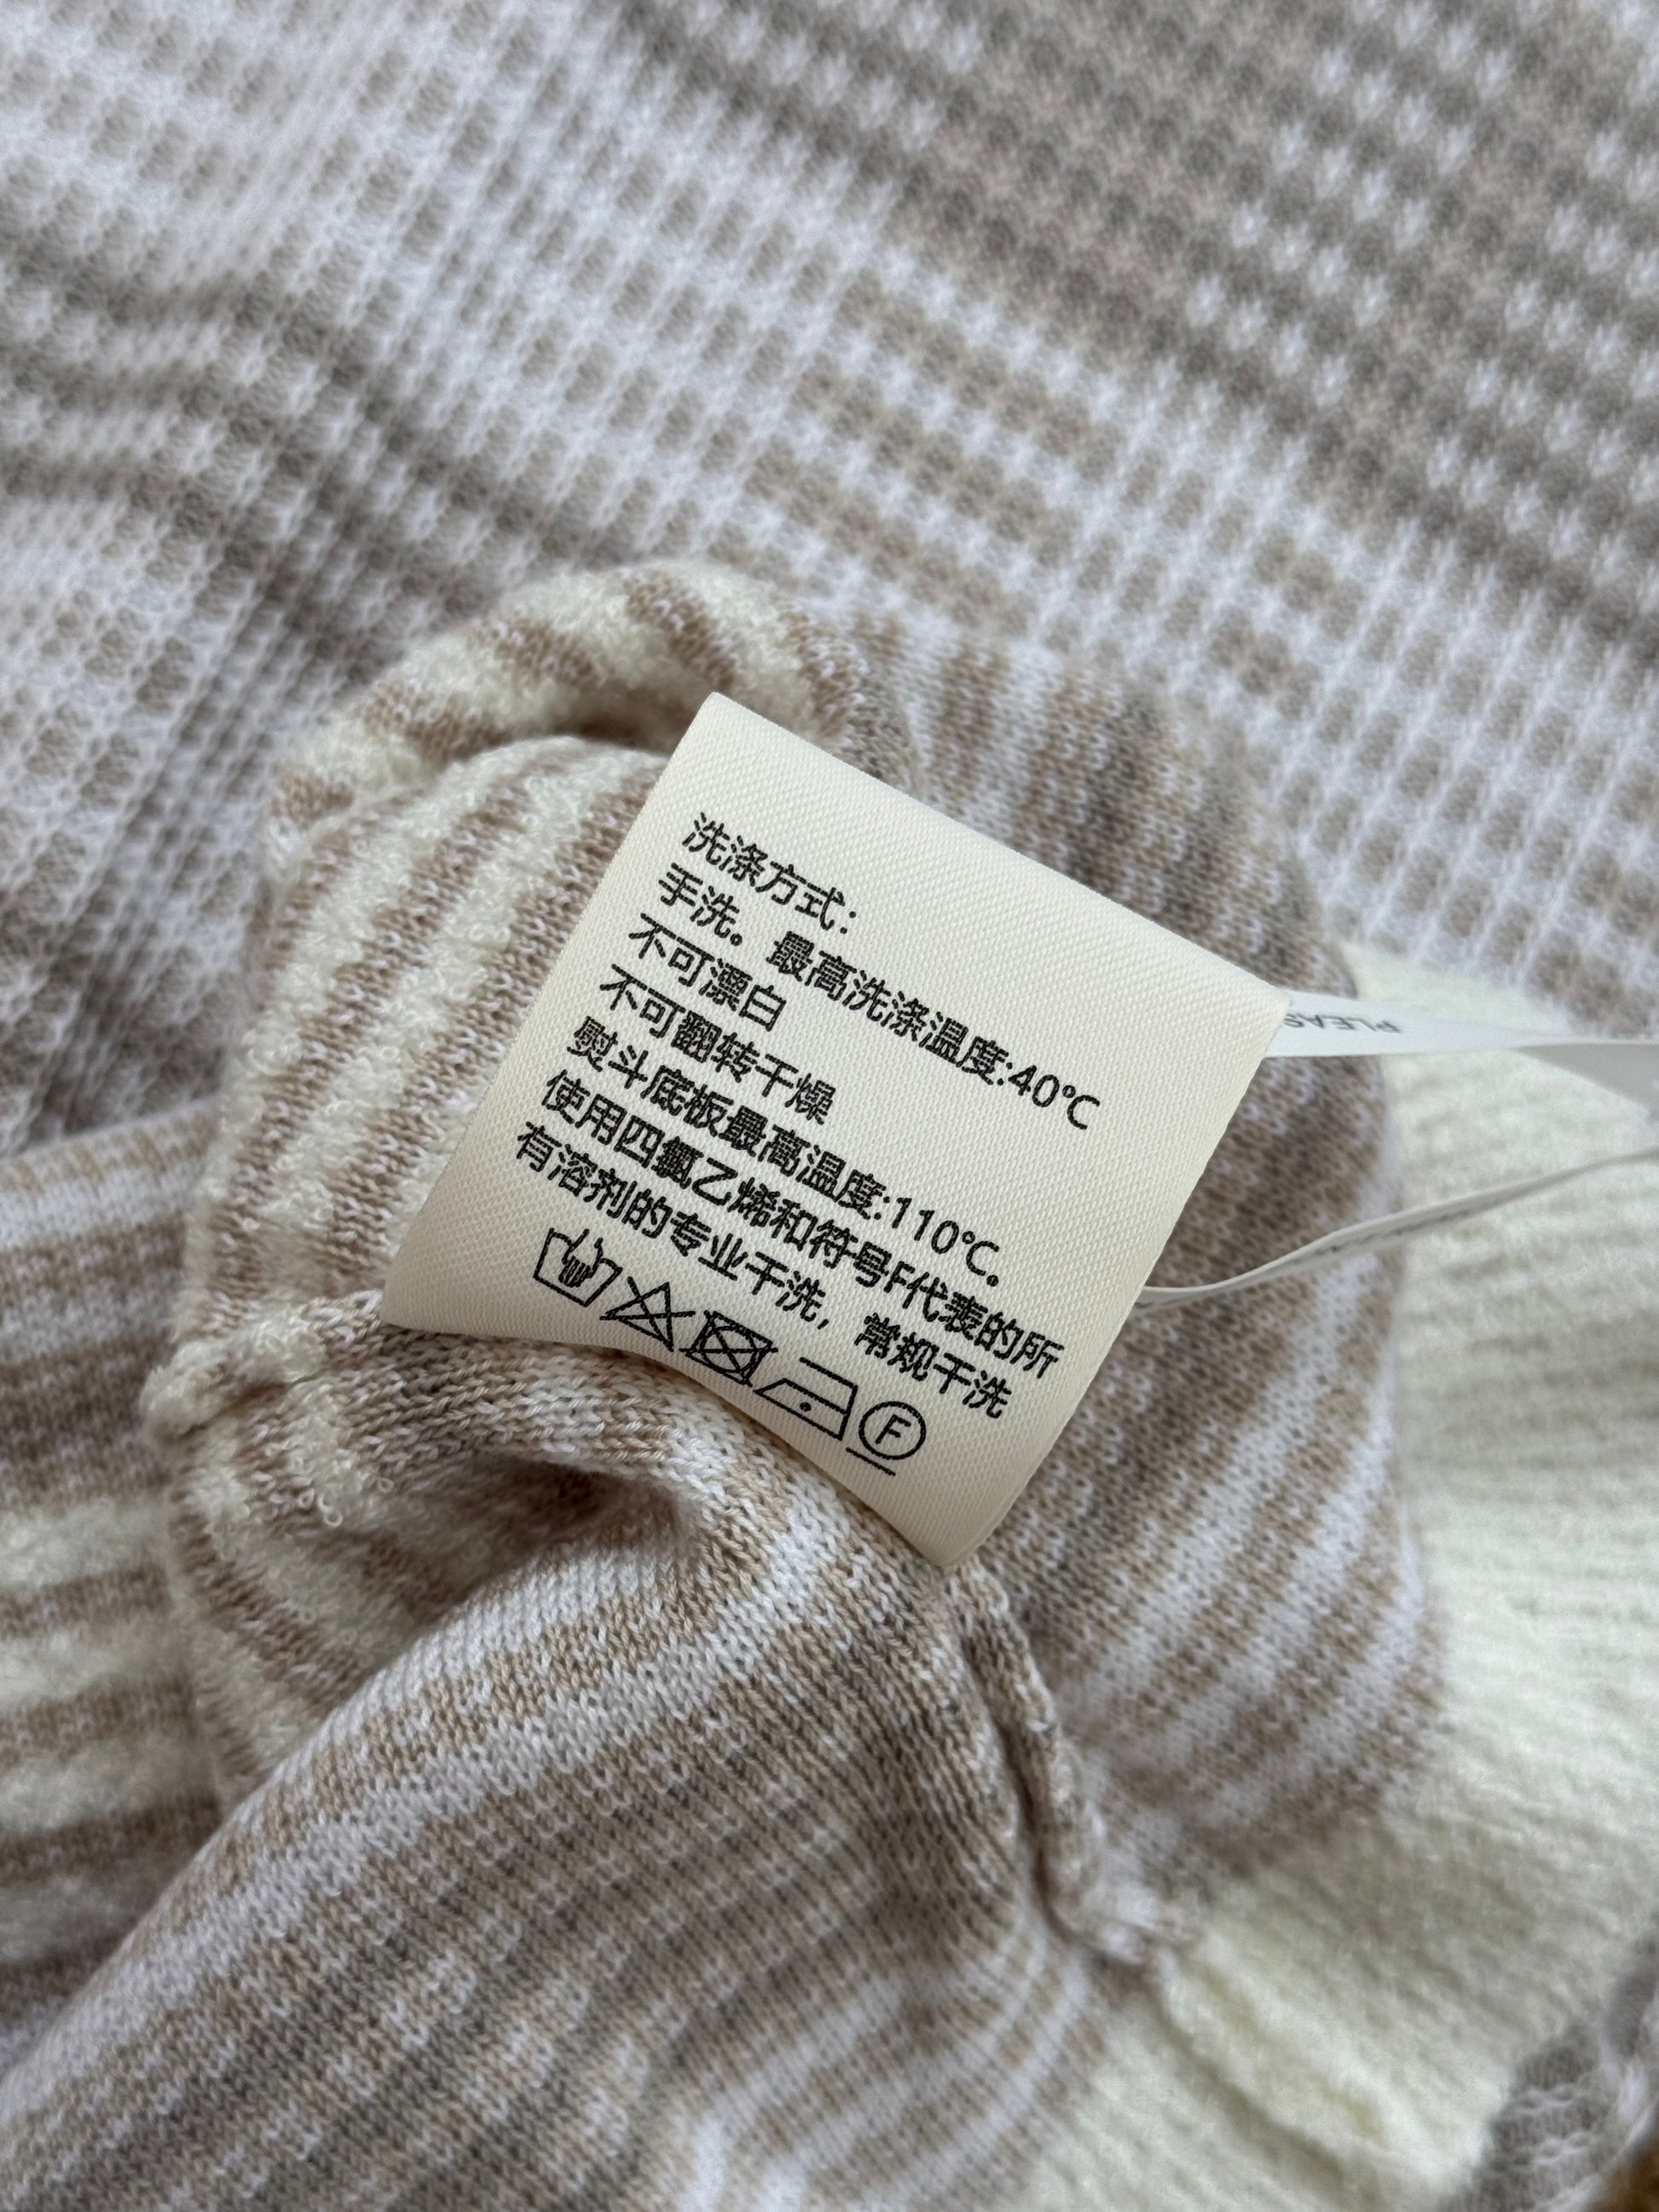 洗涤方式：
手洗。最高洗涤温度:40℃
不可漂白
不可翻转干燥
熨斗底板最高温度:110℃。
使用四氯乙烯和符号F代表的所
有溶剂的专业干洗，常规干洗
F
PLEAS